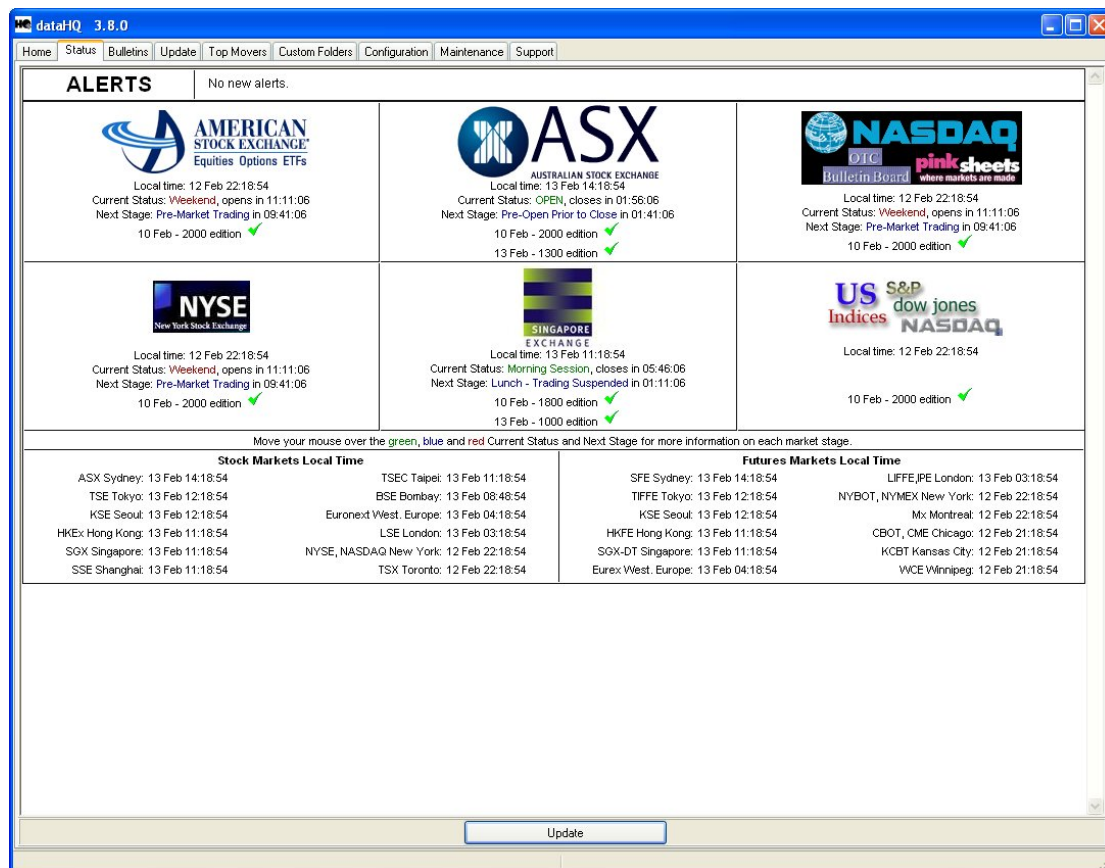 HQ dataHQ 3.8.0
Home Status Bulletins Update Top Movers Custom Folders Configuration Maintenance Support
ALERTS No new alerts.
AMERICAN
STOCK EXCHANGE®
Equities Options ETFs
Local time: 12 Feb 22:18:54
Current Status: Weekend, opens in 11:11:06
Next Stage: Pre-Market Trading in 09:41:06
10 Feb - 2000 edition
ASX
AUSTRALIAN STOCK EXCHANGE
Local time: 13 Feb 14:18:54
Current Status: OPEN, closes in 01:56:06
Next Stage: Pre-Open Prior to Close in 01:41:06
10 Feb - 2000 edition
13 Feb - 1300 edition
NASDAQ
OTC
Bulletin Board
pink sheets
where markets are made
Local time: 12 Feb 22:18:54
Current Status: Weekend, opens in 11:11:06
Next Stage: Pre-Market Trading in 09:41:06
10 Feb - 2000 edition
NYSE
New York Stock Exchange
Local time: 12 Feb 22:18:54
Current Status: Weekend, opens in 11:11:06
Next Stage: Pre-Market Trading in 09:41:06
10 Feb - 2000 edition
SINGAPORE
EXCHANGE
Local time: 13 Feb 11:18:54
Current Status: Morning Session, closes in 05:46:06
Next Stage: Lunch - Trading Suspended in 01:11:06
10 Feb - 1800 edition
13 Feb - 1000 edition
US
Indices
S&P
dow jones
NASDAQ
Local time: 12 Feb 22:18:54
10 Feb - 2000 edition
Move your mouse over the green, blue and red Current Status and Next Stage for more information on each market stage.
Stock Markets Local Time
ASX Sydney: 13 Feb 14:18:54 TSEC Taipei: 13 Feb 11:18:54
TSE Tokyo: 13 Feb 12:18:54 BSE Bombay: 13 Feb 08:48:54
KSE Seoul: 13 Feb 12:18:54 Euronext West. Europe: 13 Feb 04:18:54
HKEx Hong Kong: 13 Feb 11:18:54 LSE London: 13 Feb 03:18:54
SGX Singapore: 13 Feb 11:18:54 NYSE, NASDAQ New York: 12 Feb 22:18:54
SSE Shanghai: 13 Feb 11:18:54 TSX Toronto: 12 Feb 22:18:54
Futures Markets Local Time
SFE Sydney: 13 Feb 14:18:54 LIFFE,IPE London: 13 Feb 03:18:54
TIFFE Tokyo: 13 Feb 12:18:54 NYBOT, NYMEX New York: 12 Feb 22:18:54
KSE Seoul: 13 Feb 12:18:54 Mx Montreal: 12 Feb 22:18:54
HKFE Hong Kong: 13 Feb 11:18:54 CBOT, CME Chicago: 12 Feb 21:18:54
SGX-DT Singapore: 13 Feb 11:18:54 KCBT Kansas City: 12 Feb 21:18:54
Eurex West. Europe: 13 Feb 04:18:54 WCE Winnipeg: 12 Feb 21:18:54
Update